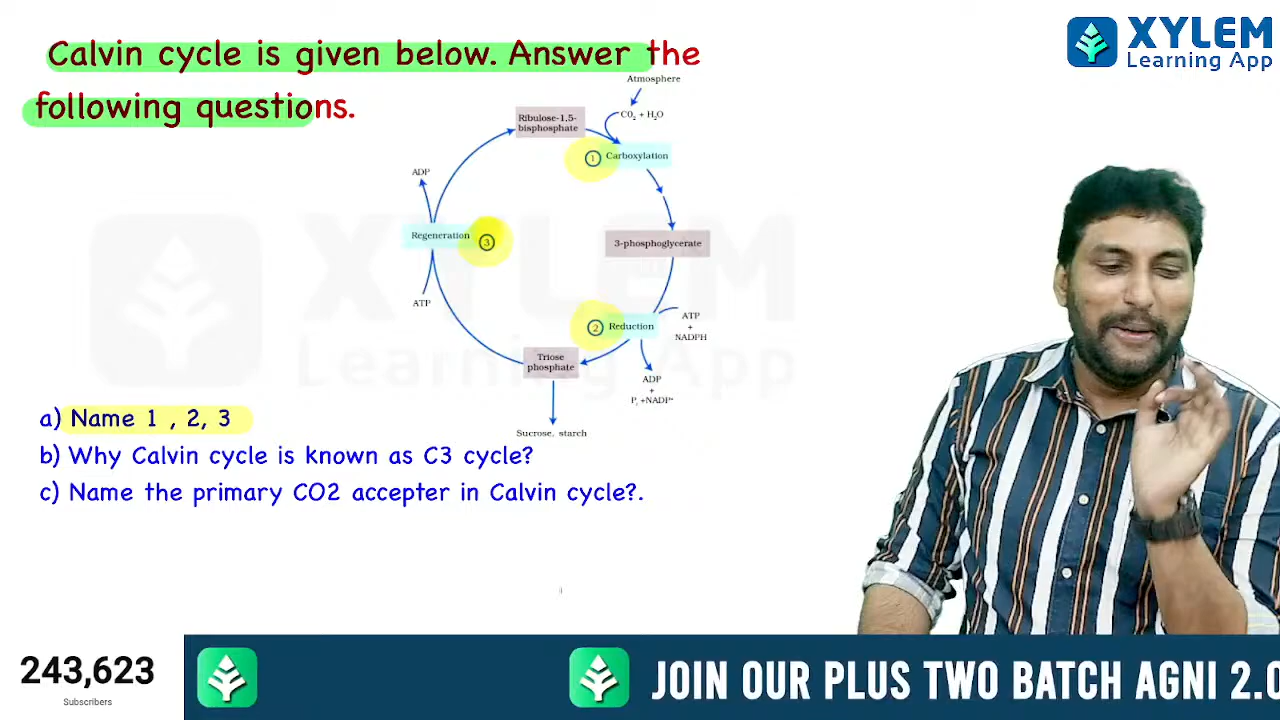 Calvin cycle is given below. Answer the
following questions.
XYLEM
Learning App
Atmosphere
CO2 + H2O
Ribulose-1,5-
bisphosphate
1 Carboxylation
ADP
Regeneration 3
3-phosphoglycerate
ATP
2 Reduction
ATP
+
NADPH
Triose
phosphate
ADP
+
Pi +NADP+
Sucrose, starch
XYLEM
Learning App
a) Name 1 , 2, 3
b) Why Calvin cycle is known as C3 cycle?
c) Name the primary CO2 accepter in Calvin cycle?.
243,623
Subscribers
JOIN OUR PLUS TWO BATCH AGNI 2.0